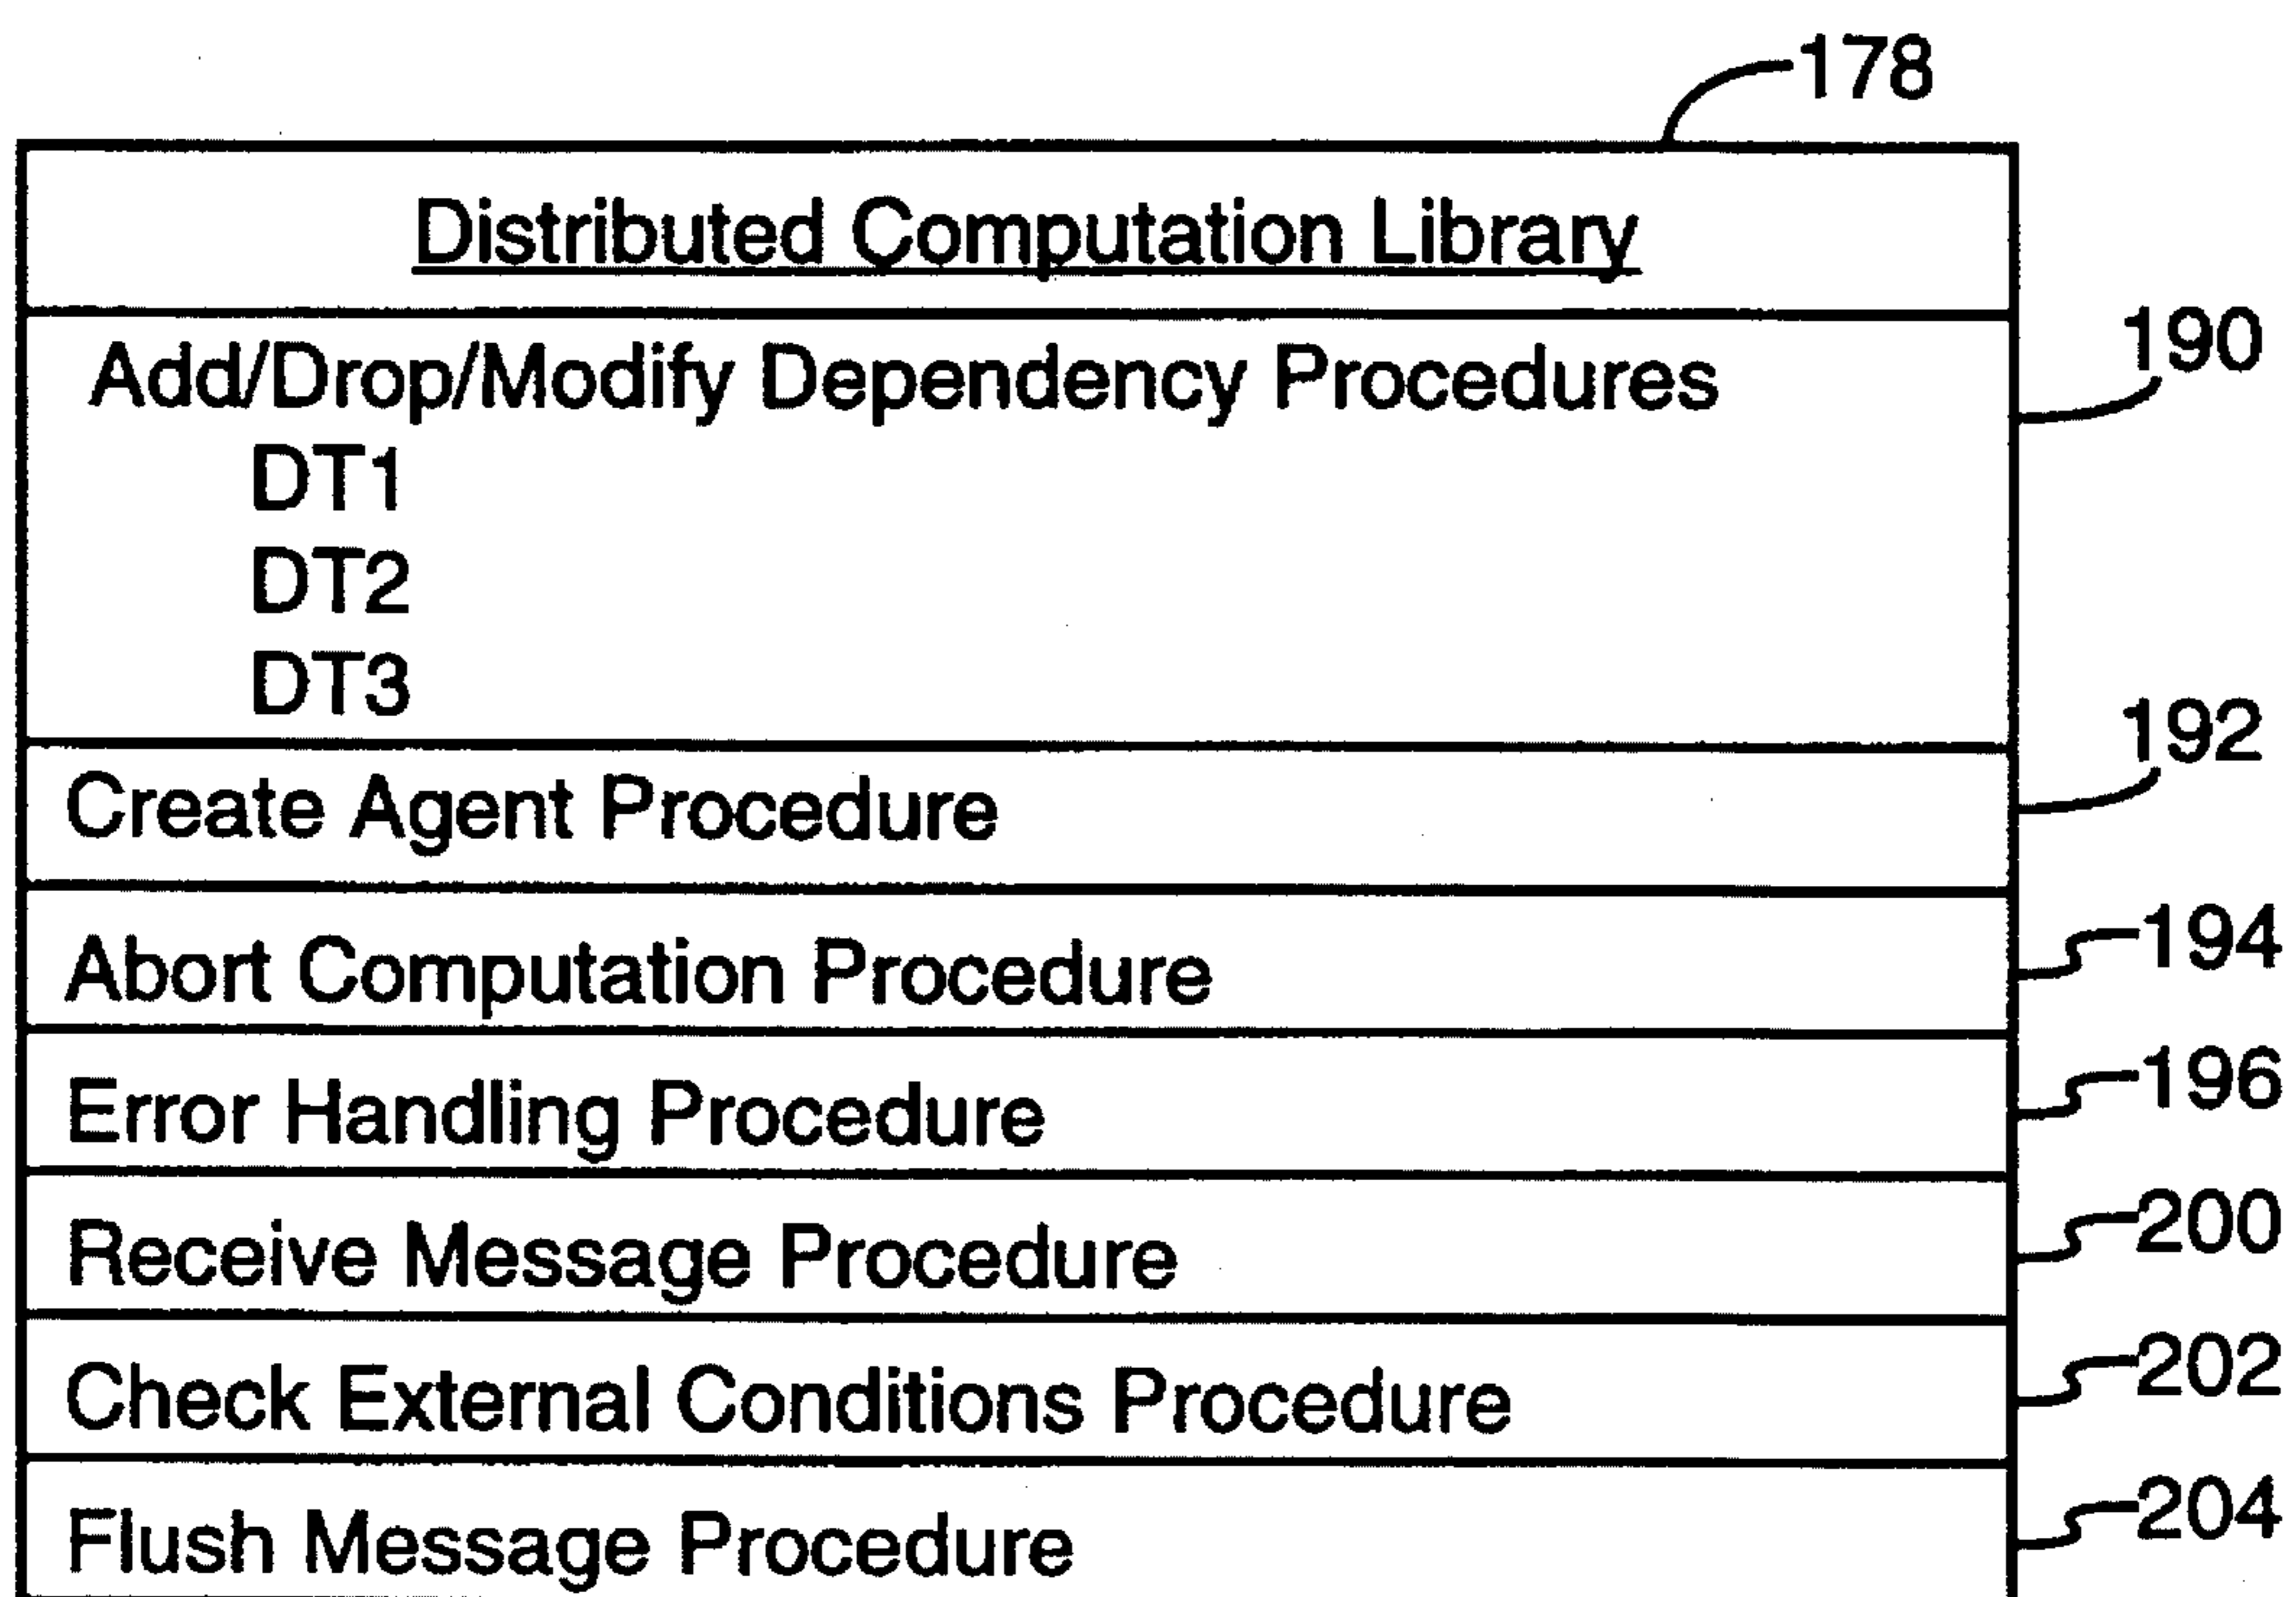 178
Distributed Computation Library
Add/Drop/Modify Dependency Procedures 190
DT1
DT2
DT3
Create Agent Procedure 192
Abort Computation Procedure 194
Error Handling Procedure 196
Receive Message Procedure 200
Check External Conditions Procedure 202
Flush Message Procedure 204